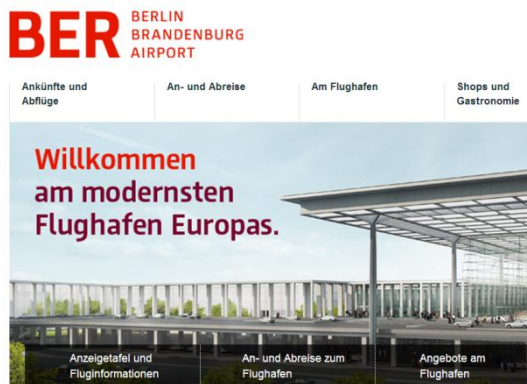 BER
BERLIN
BRANDENBURG
AIRPORT
Ankünfte und
Abflüge
An- und Abreise
Am Flughafen
Shops und
Gastronomie
Willkommen
am modernsten
Flughafen Europas.
Anzeigetafel und
Fluginformationen
An- und Abreise zum
Flughafen
Angebote am
Flughafen